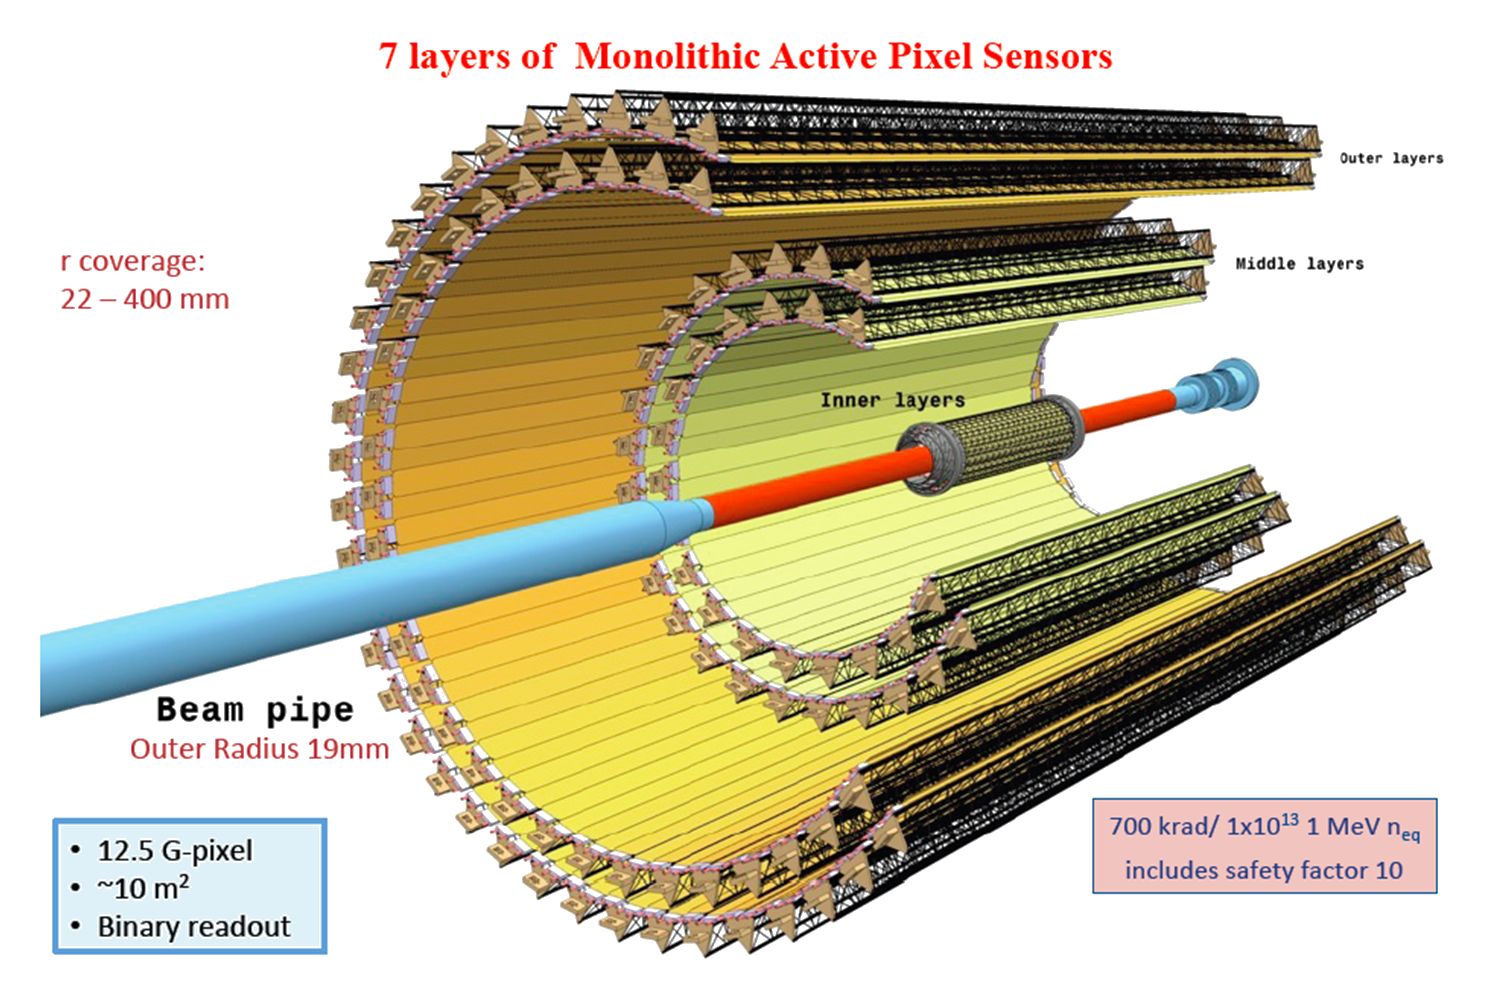 7 layers of Monolithic Active Pixel Sensors
Outer layers
r coverage:
22 – 400 mm
Middle layers
Inner layers
Beam pipe
Outer Radius 19mm
• 12.5 G-pixel
• ~10 m²
• Binary readout
700 krad/ 1x10¹³ 1 MeV neq
includes safety factor 10